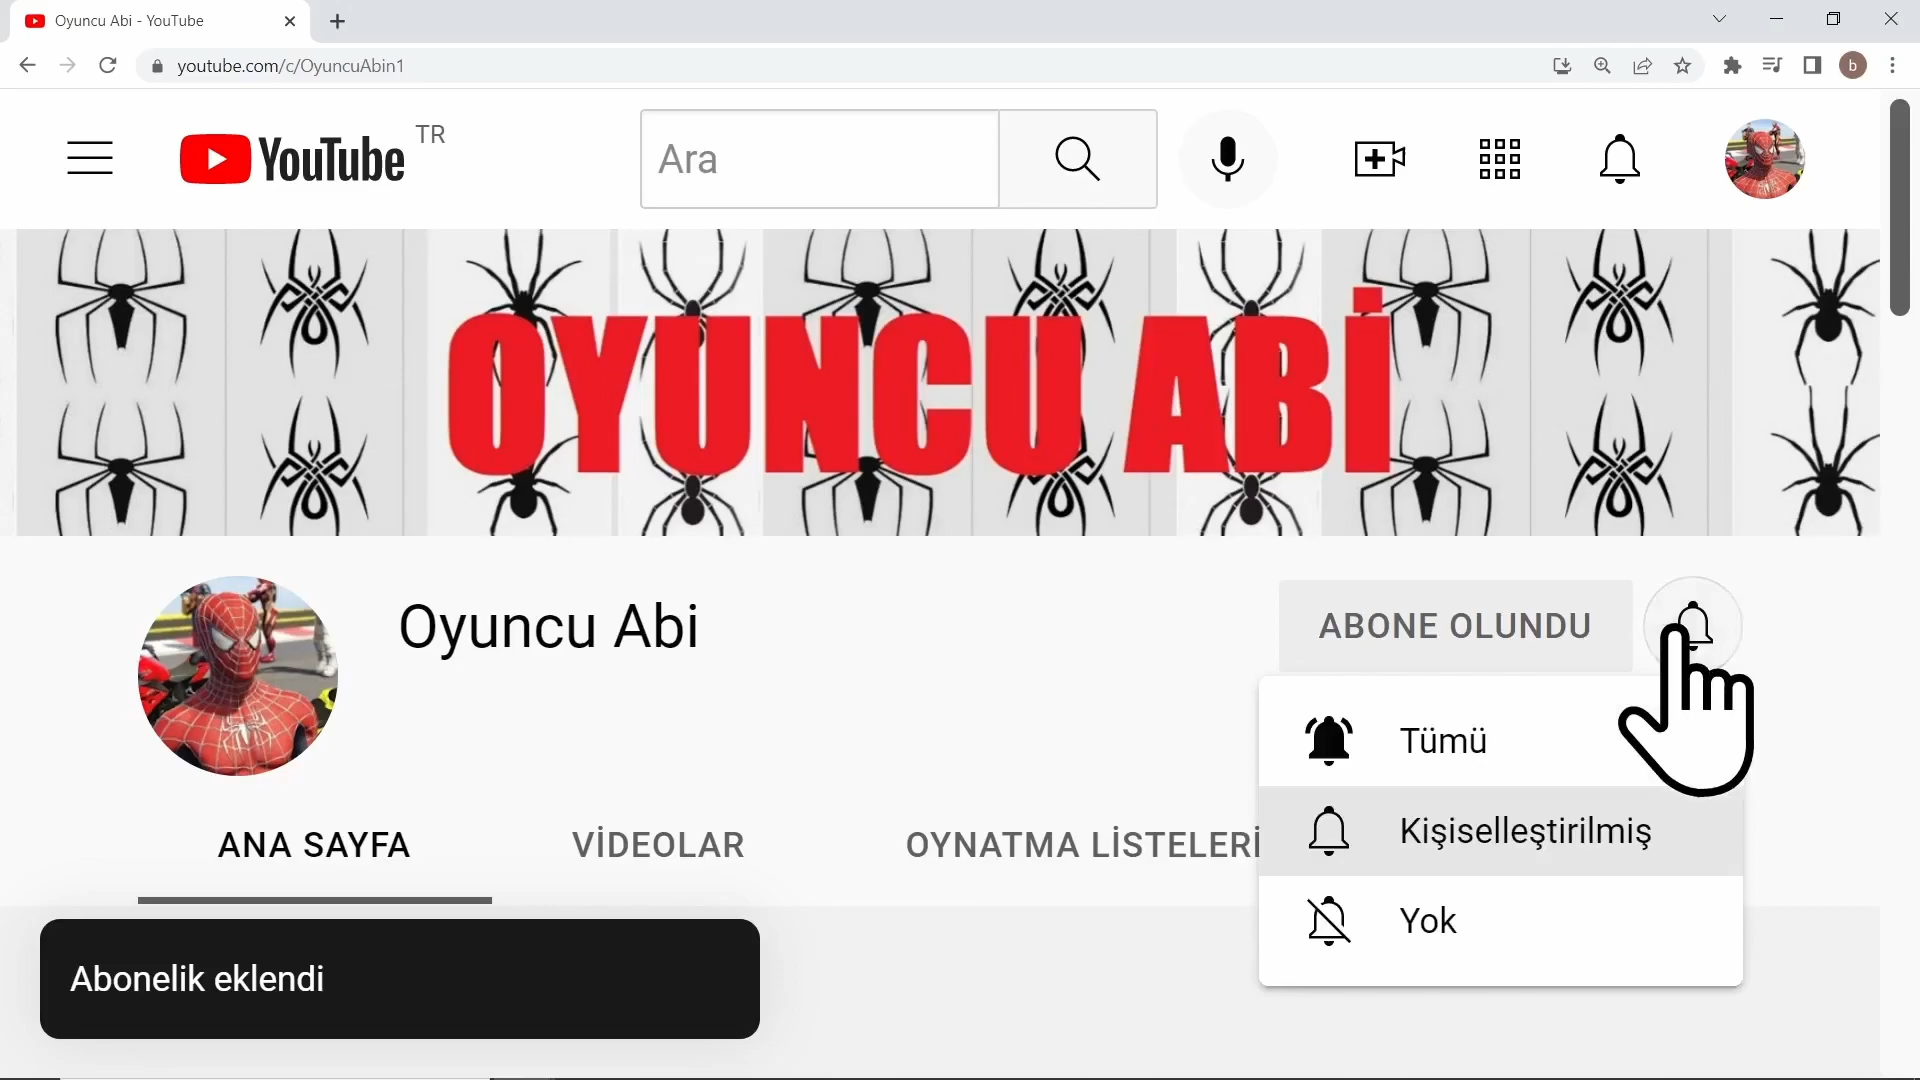 Oyuncu Abi - YouTube
youtube.com/c/OyuncuAbin1
b
YouTube TR
Ara
OYUNCU ABİ
Oyuncu Abi
ABONE OLUNDU
Tümü
Kişiselleştirilmiş
Yok
ANA SAYFA VİDEOLAR OYNATMA LİSTELERİ
Abonelik eklendi